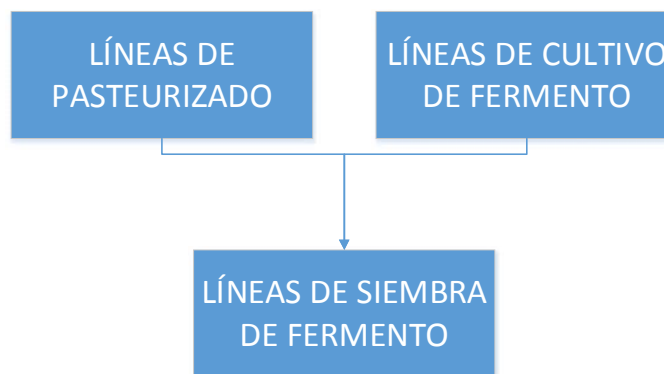 LÍNEAS DE
PASTEURIZADO
LÍNEAS DE CULTIVO
DE FERMENTO
LÍNEAS DE SIEMBRA
DE FERMENTO